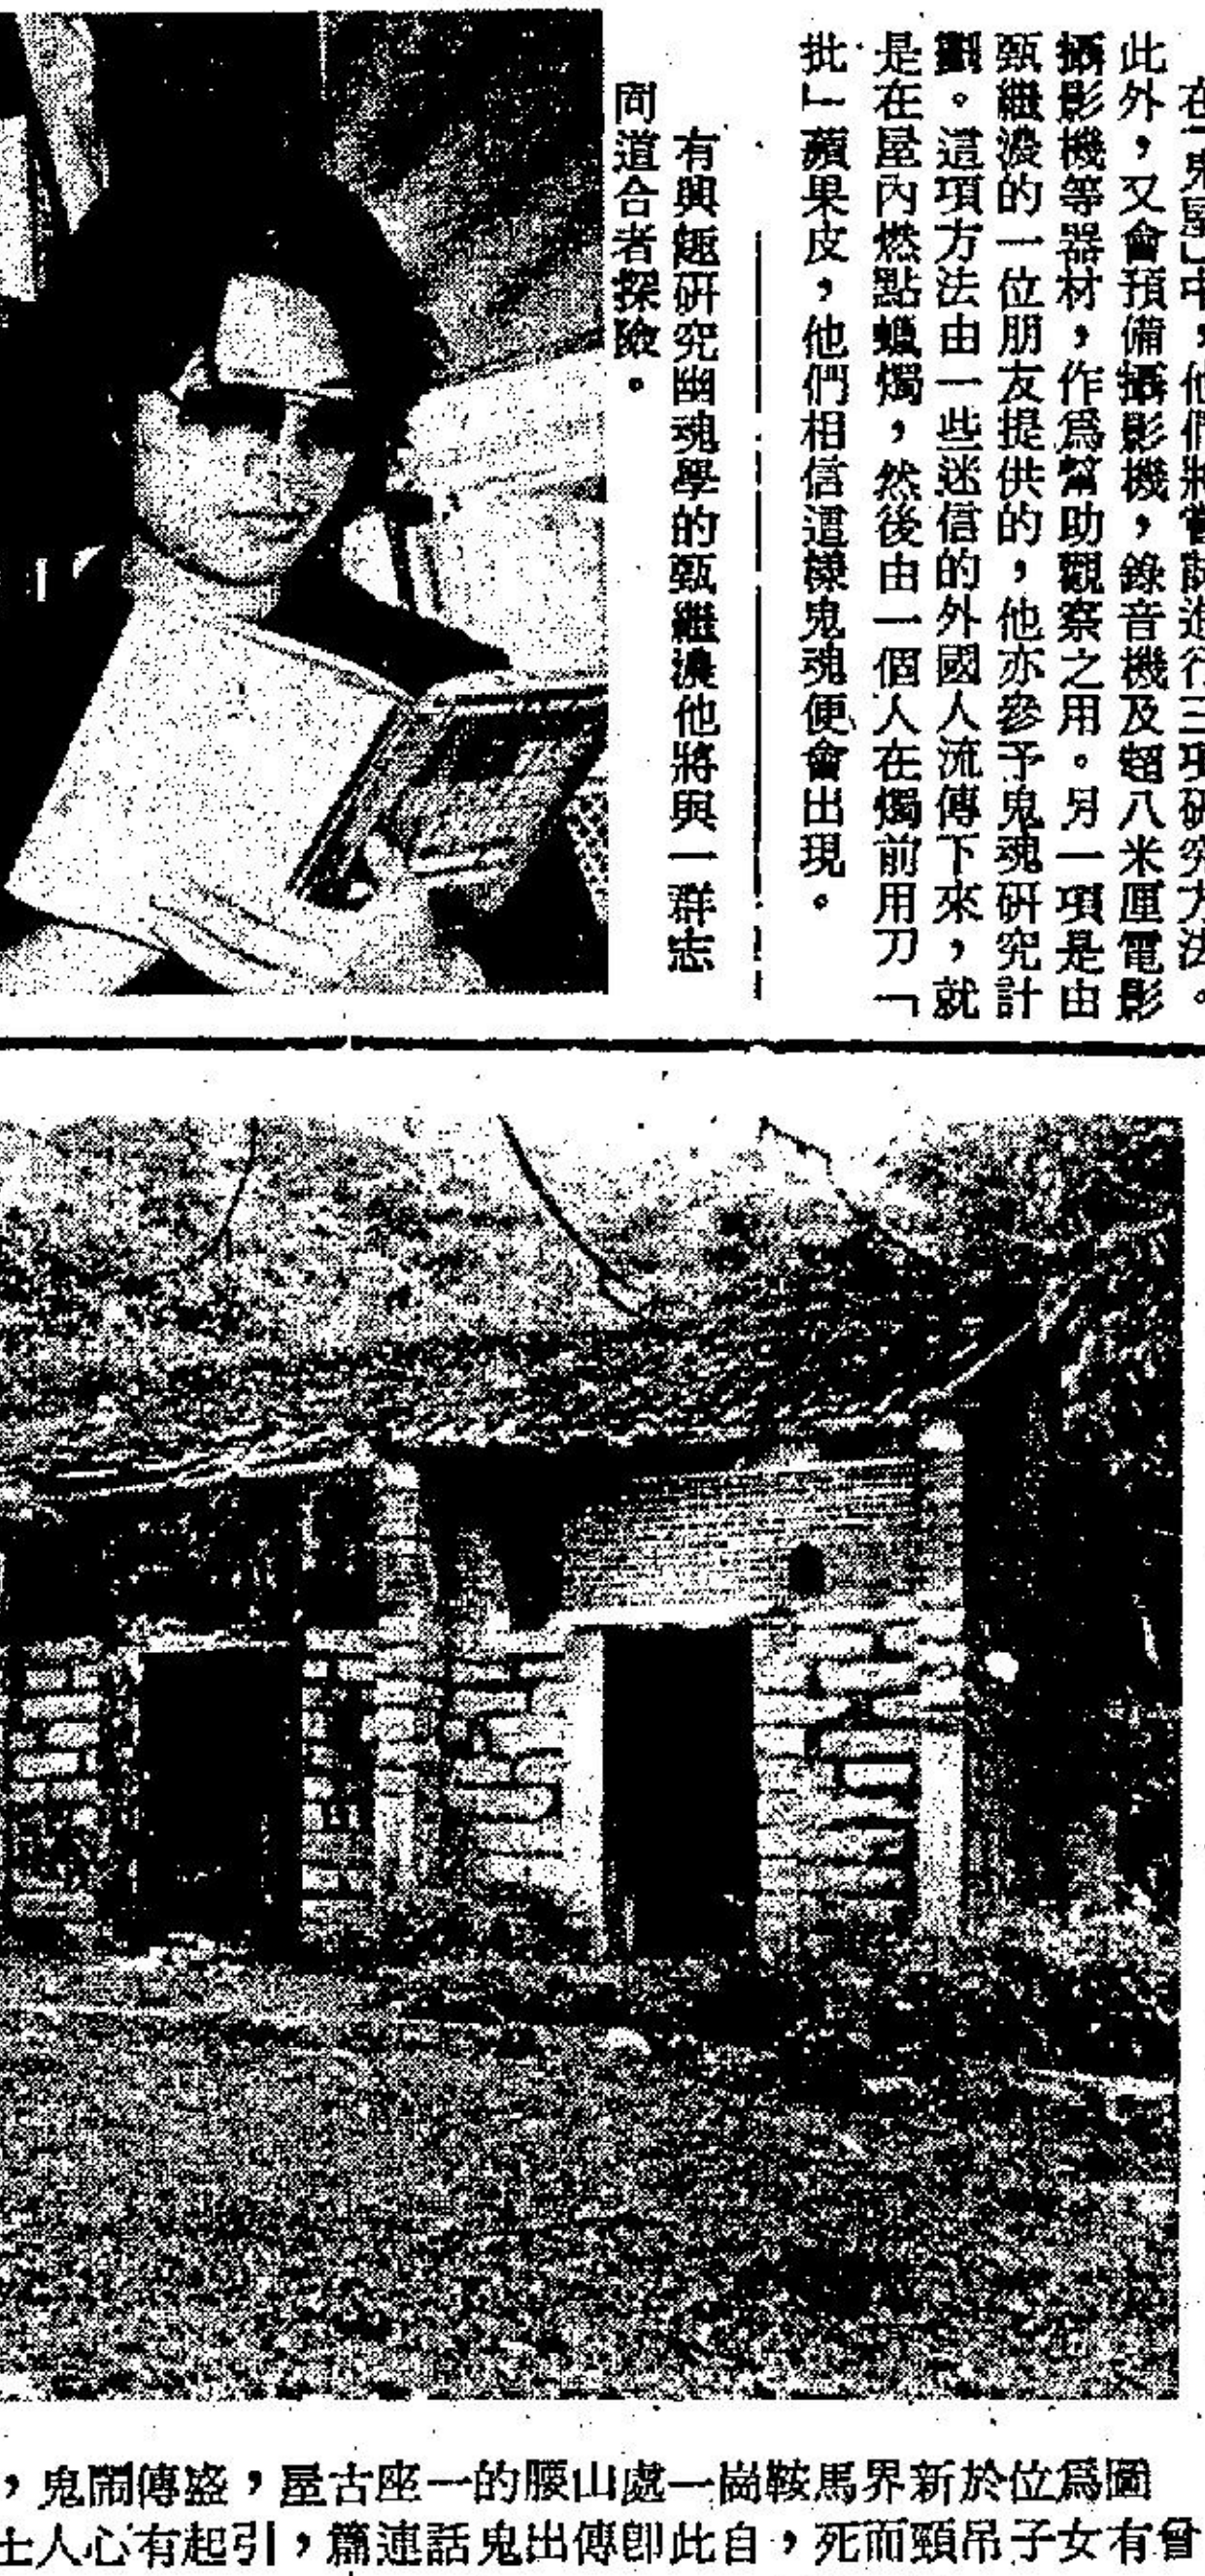 在「鬼屋」中，他們將嘗試進行三項研究方法。
此外，又會預備攝影機，錄音機及超八米厘電影
攝影機等器材，作爲幫助觀察之用。另一項是由
甄繼濃的一位朋友提供的，他亦參予鬼魂研究計
劃。這項方法由一些迷信的外國人流傳下來，就
是在屋內燃點蠟燭，然後由一個人在燭前用刀「
批」蘋果皮，他們相信這樣鬼魂便會出現。
有興趣研究幽魂學的甄繼濃他將與一群志
同道合者探險。
圖爲位於新界馬鞍崗一處山腰的一座古屋，盛傳鬧鬼，
曾有女子吊頸而死，自此即傳出鬼話連篇，引起有心人士